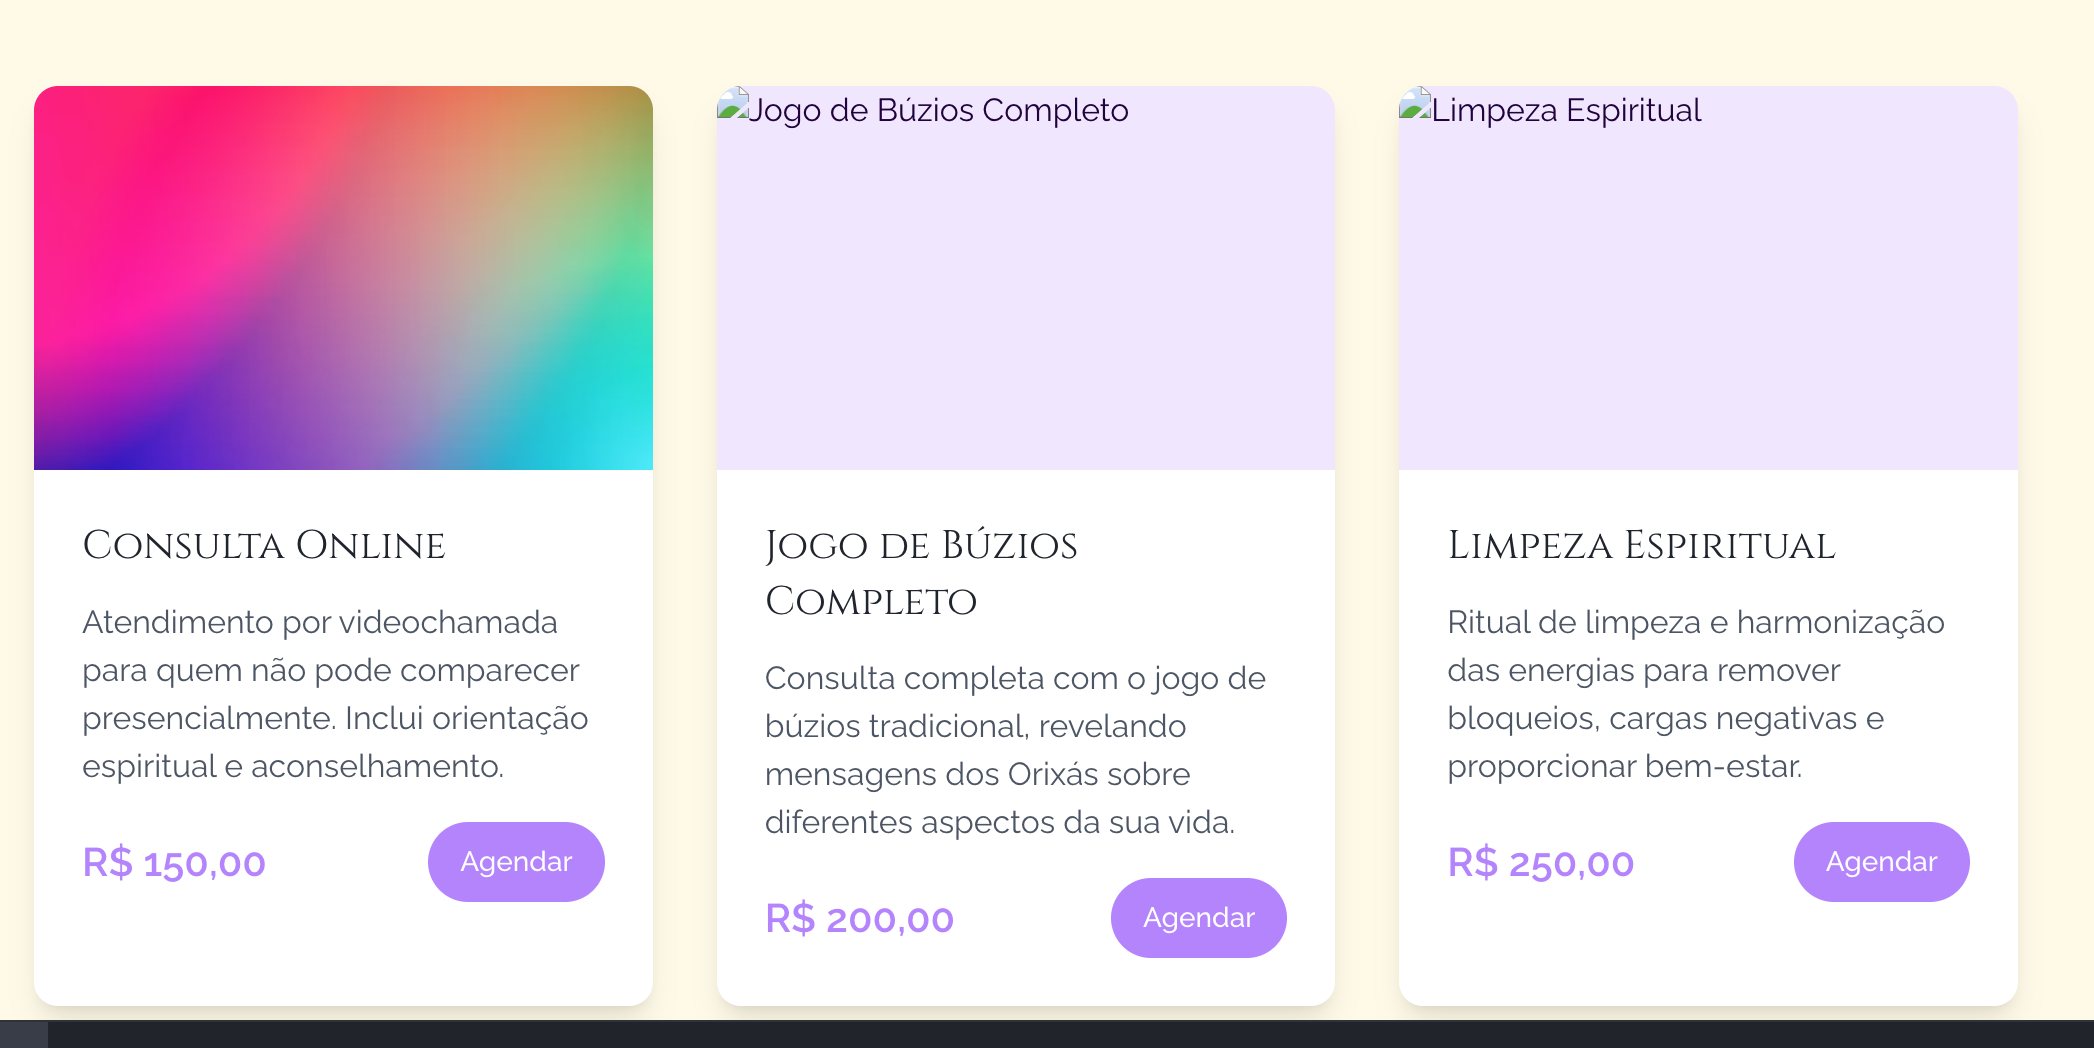 Consulta Online
Atendimento por videochamada
para quem não pode comparecer
presencialmente. Inclui orientação
espiritual e aconselhamento.
R$ 150,00
Agendar
Jogo de Búzios Completo
Jogo de Búzios
Completo
Consulta completa com o jogo de
búzios tradicional, revelando
mensagens dos Orixás sobre
diferentes aspectos da sua vida.
R$ 200,00
Agendar
Limpeza Espiritual
Limpeza Espiritual
Ritual de limpeza e harmonização
das energias para remover
bloqueios, cargas negativas e
proporcionar bem-estar.
R$ 250,00
Agendar